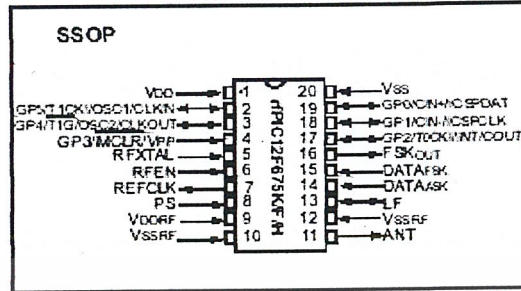 SSOP
VDD 1 20 VSS
GP5/T1CKI/OSC1/CLKIN 2 19 GP0/CIN+/ICSPDAT
GP4/T1G/OSC2/CLKOUT 3 18 GP1/CIN-/ICSPCLK
GP3/MCLR/VPP 4 17 GP2/T0CKI/INT/COUT
RFXTAL 5 16 FSKOUT
RFEN 6 15 DATAFSK
REFCLK 7 14 DATAASK
PS 8 13 LF
VDDRF 9 12 VSSRF
VSSRF 10 11 ANT
rfPIC12F675KF/H